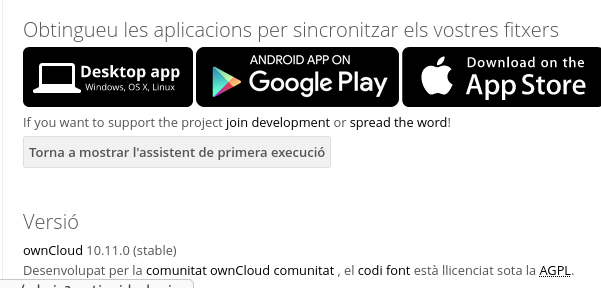 Obtingueu les aplicacions per sincronitzar els vostres fitxers
Desktop app
Windows, OS X, Linux
ANDROID APP ON
Google Play
Download on the
App Store
If you want to support the project join development or spread the word!
Torna a mostrar l'assistent de primera execució
Versió
ownCloud 10.11.0 (stable)
Desenvolupat per la comunitat ownCloud comunitat , el codi font està llicenciat sota la AGPL.